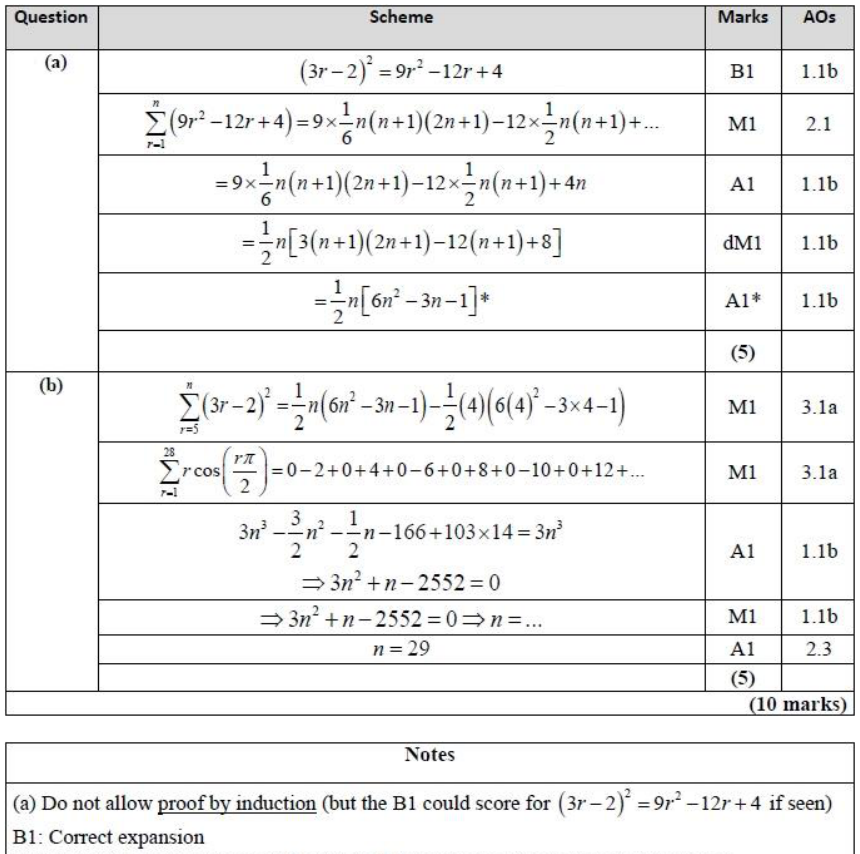 Question Scheme Marks AOs
(a) (3r−2)² = 9r² −12r+4 B1 1.1b
∑_{r=1}^{n} (9r² −12r+4) = 9×1/6 n(n+1)(2n+1)−12×1/2 n(n+1)+... M1 2.1
= 9×1/6 n(n+1)(2n+1)−12×1/2 n(n+1)+4n A1 1.1b
= 1/2 n[3(n+1)(2n+1)−12(n+1)+8] dM1 1.1b
= 1/2 n[6n² −3n−1]* A1* 1.1b
(5)
(b) ∑_{r=5}^{n} (3r−2)² = 1/2 n(6n² −3n−1)−1/2 (4)(6(4)² −3×4−1) M1 3.1a
∑_{r=1}^{28} r cos(rπ/2) = 0−2+0+4+0−6+0+8+0−10+0+12+... M1 3.1a
3n³ − 3/2 n² − 1/2 n−166+103×14 = 3n³
⇒ 3n² + n − 2552 = 0 A1 1.1b
⇒ 3n² + n − 2552 = 0 ⇒ n = ... M1 1.1b
n = 29 A1 2.3
(5)
(10 marks)
Notes
(a) Do not allow proof by induction (but the B1 could score for (3r−2)² = 9r² −12r+4 if seen)
B1: Correct expansion